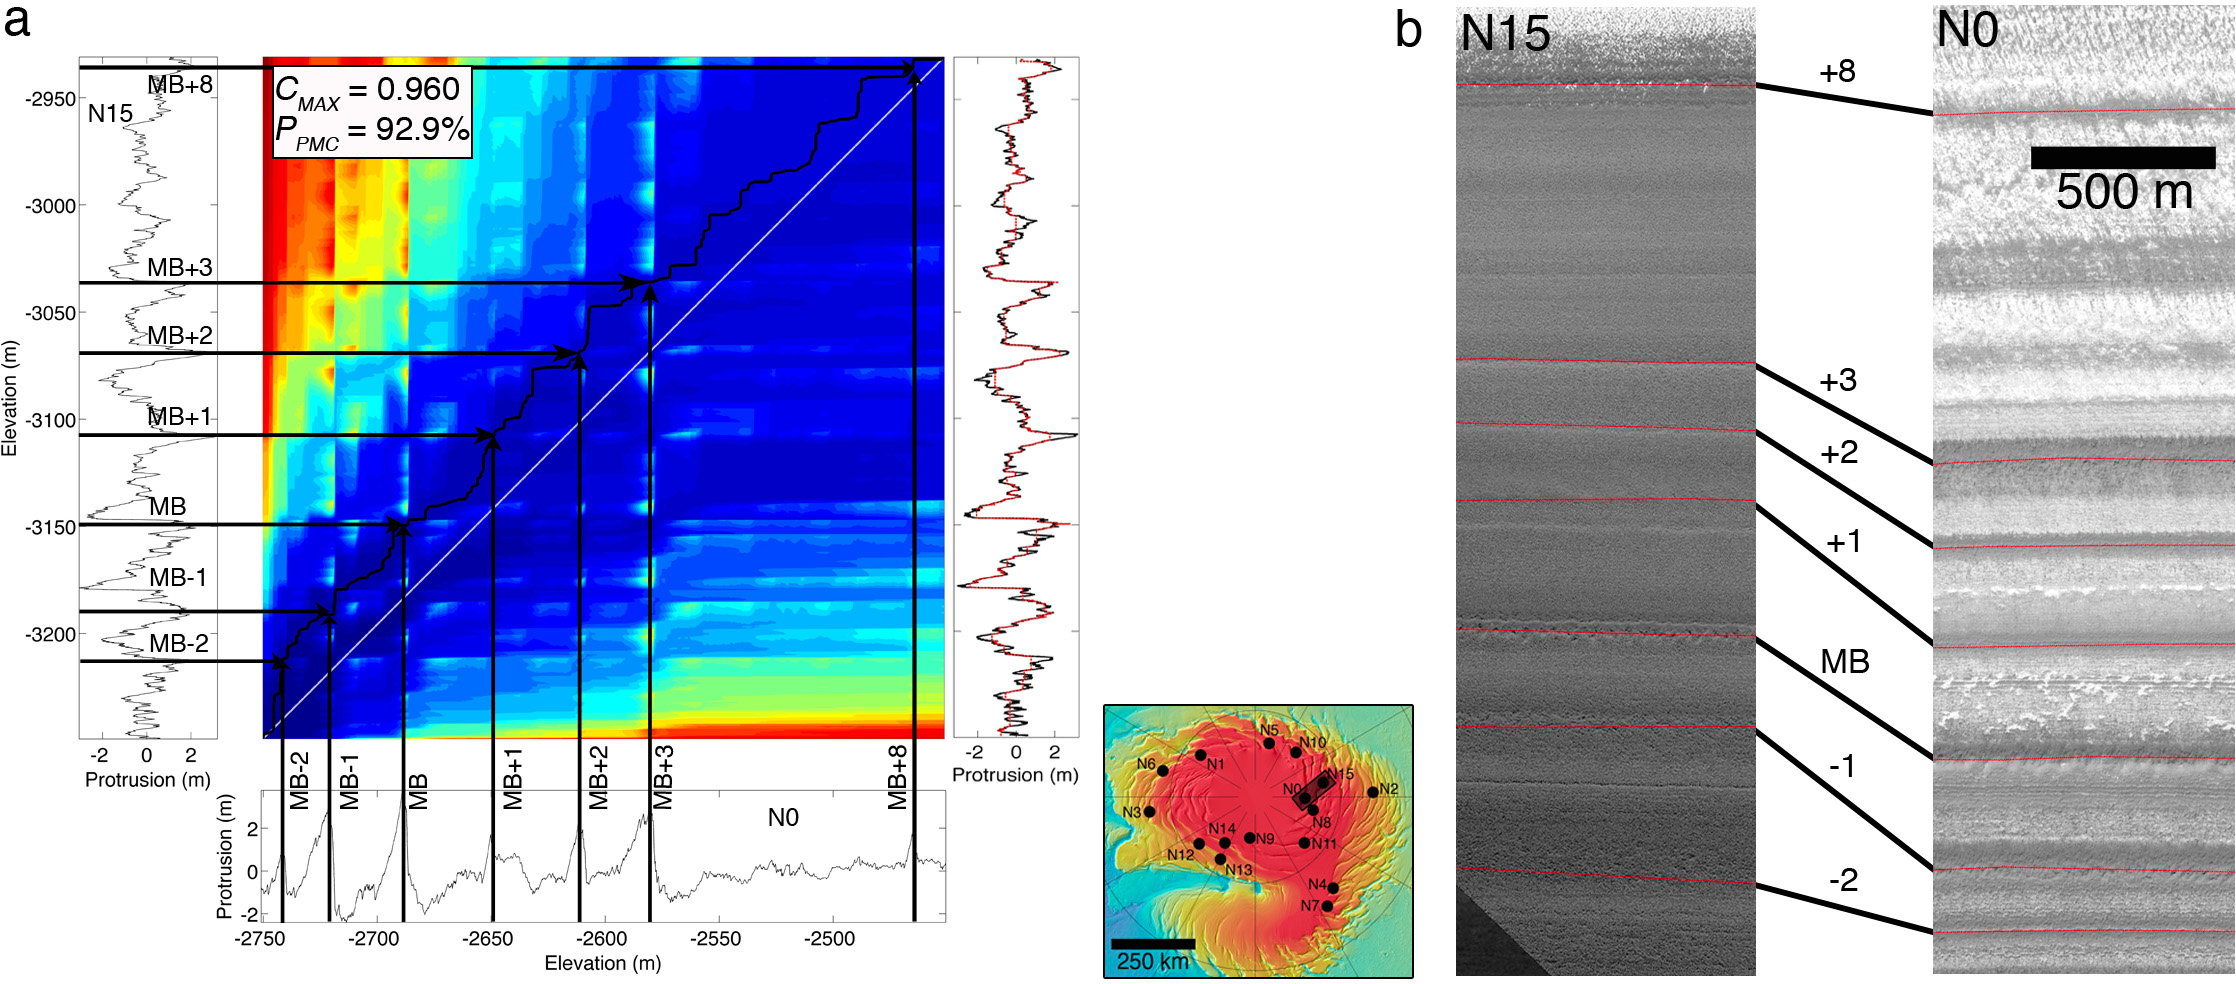 a
N15
MB+8
MB+3
MB+2
MB+1
MB
MB-1
MB-2
-2950
-3000
-3050
-3100
-3150
-3200
Elevation (m)
-2 0 2
Protrusion (m)
C MAX = 0.960
P PMC = 92.9%
-2 0 2
Protrusion (m)
MB-2
MB-1
MB
MB+1
MB+2
MB+3
MB+8
N0
2
0
-2
Protrusion (m)
-2750 -2700 -2650 -2600 -2550 -2500
Elevation (m)
N5
N10
N1
N6
N15
N0
N2
N3
N8
N14
N9
N11
N12
N13
N4
N7
250 km
b
N15
N0
500 m
+8
+3
+2
+1
MB
-1
-2